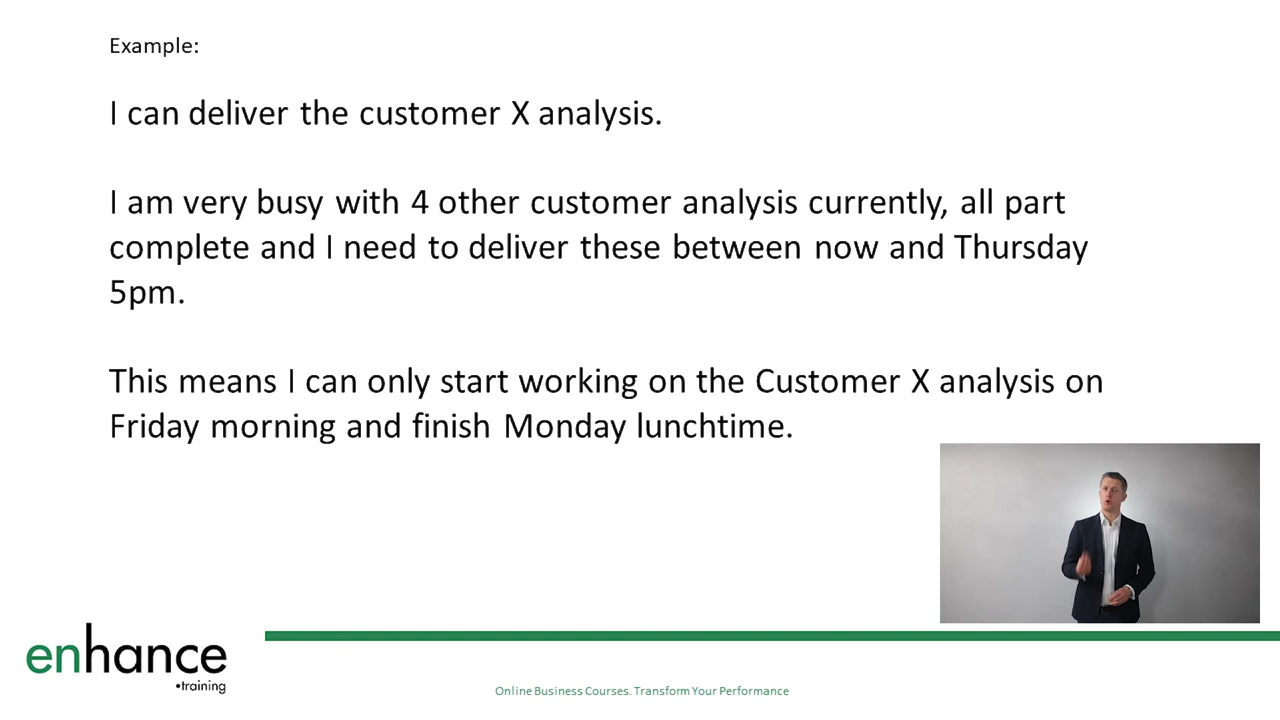 Example:
I can deliver the customer X analysis.
I am very busy with 4 other customer analysis currently, all part
complete and I need to deliver these between now and Thursday
5pm.
This means I can only start working on the Customer X analysis on
Friday morning and finish Monday lunchtime.
enhance
•training
Online Business Courses. Transform Your Performance